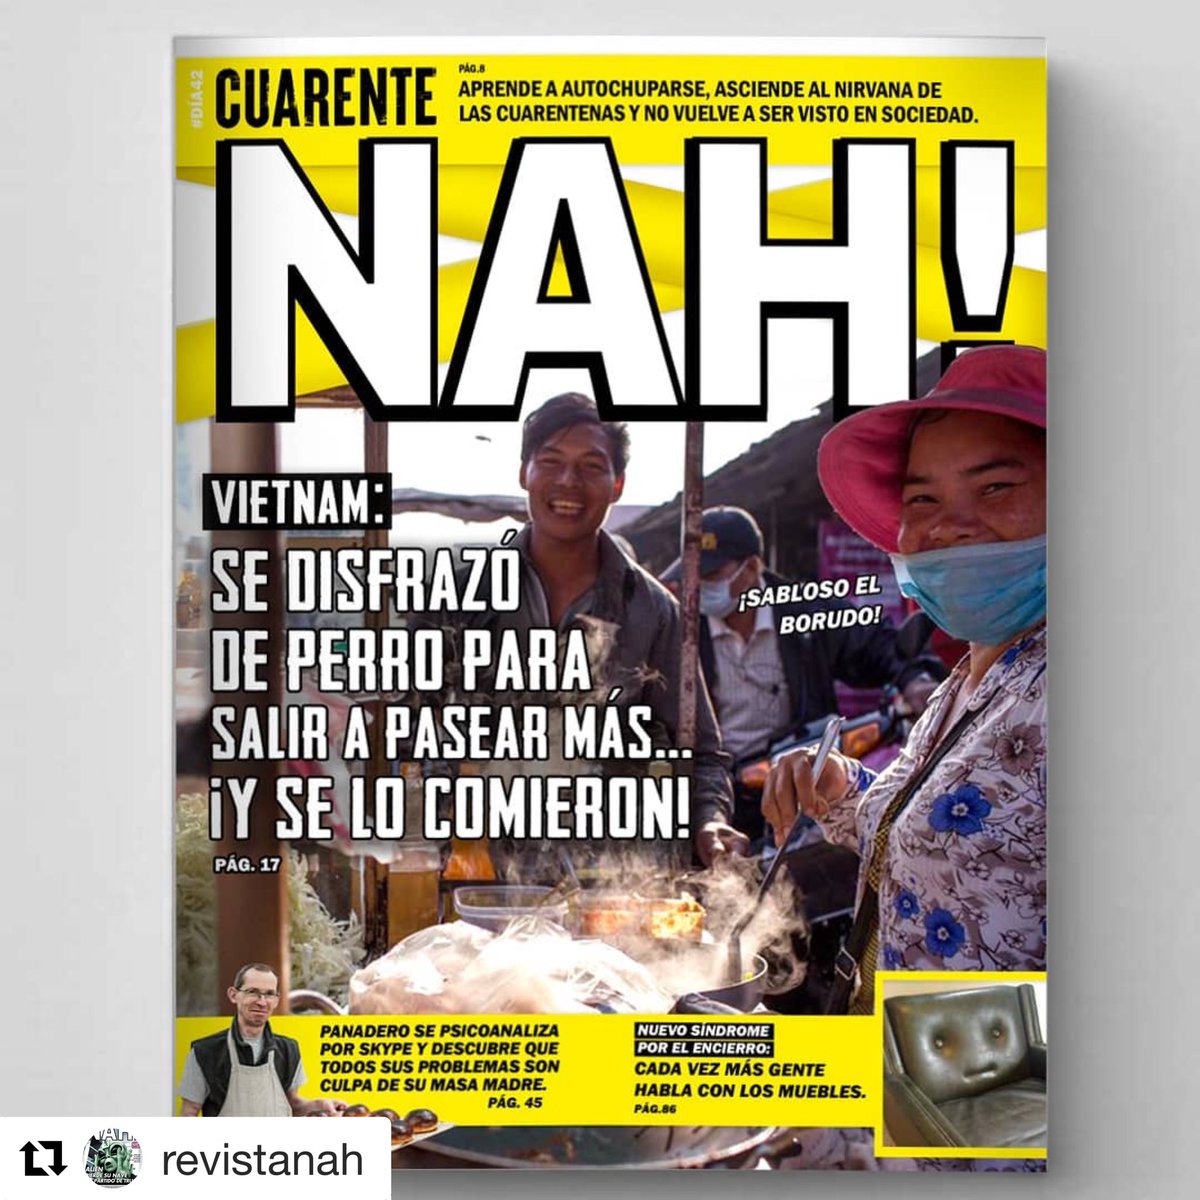 #DÍA42
CUARENTE
PÁG.8
APRENDE A AUTOCHUPARSE, ASCIENDE AL NIRVANA DE
LAS CUARENTENAS Y NO VUELVE A SER VISTO EN SOCIEDAD.
NAH!
VIETNAM:
SE DISFRAZÓ
DE PERRO PARA
SALIR A PASEAR MÁS...
¡Y SE LO COMIERON!
PÁG. 17
¡SABLOSO EL
BORUDO!
PANADERO SE PSICOANALIZA
POR SKYPE Y DESCUBRE QUE
TODOS SUS PROBLEMAS SON
CULPA DE SU MASA MADRE.
PÁG. 45
NUEVO SÍNDROME
POR EL ENCIERRO:
CADA VEZ MÁS GENTE
HABLA CON LOS MUEBLES.
PÁG.86
revistanah